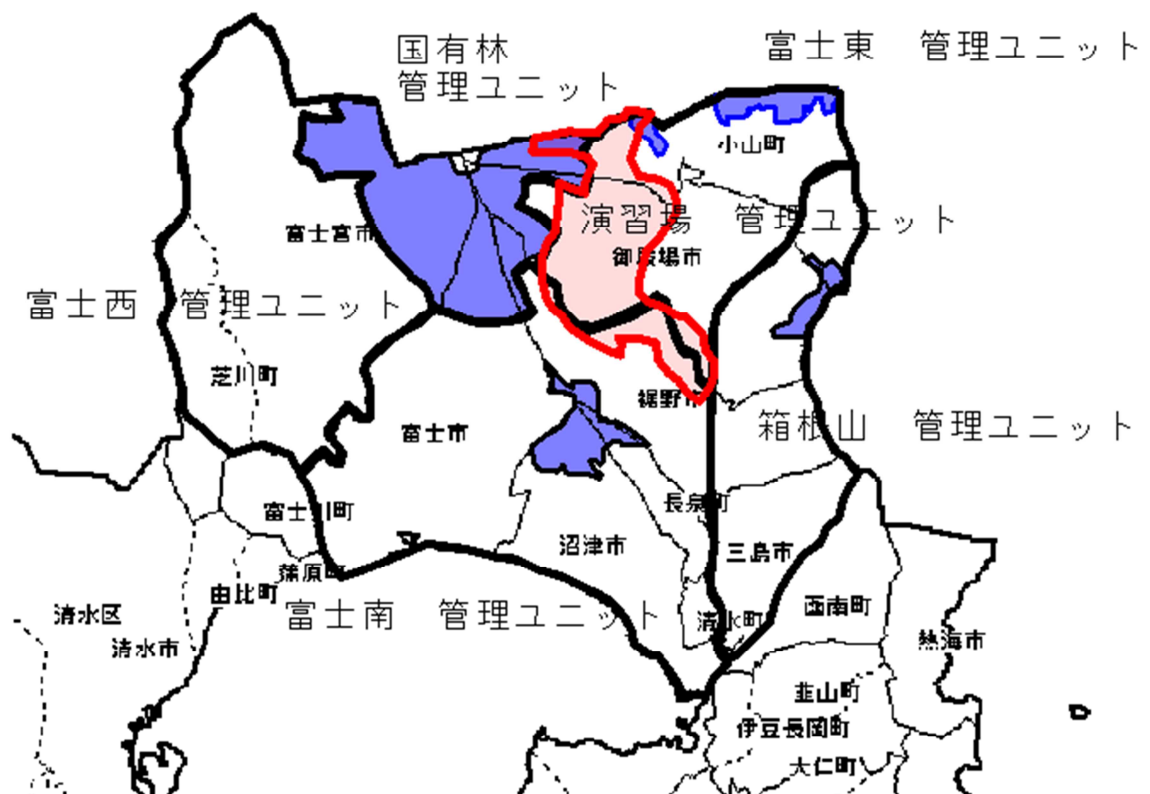 国有林
管理ユニット
富士東　管理ユニット
小山町
演習場　管理ユニット
富士宮市
御殿場市
富士西　管理ユニット
芝川町
裾野市
箱根山　管理ユニット
富士市
長泉町
富士川町
沼津市
三島市
蒲原町
由比町
富士南　管理ユニット
清水町
函南町
清水区
清水市
熱海市
韮山町
伊豆長岡町
大仁町